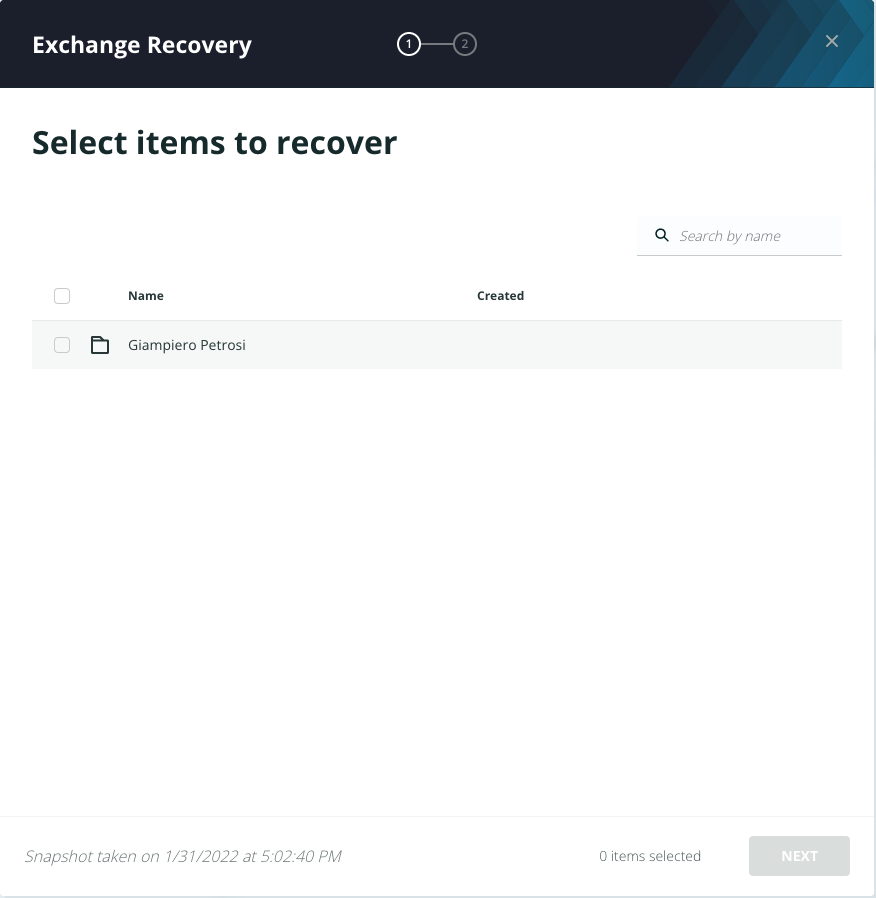 Exchange Recovery
1
2
Select items to recover
Search by name
Name Created
Giampiero Petrosi
Snapshot taken on 1/31/2022 at 5:02:40 PM
0 items selected
NEXT